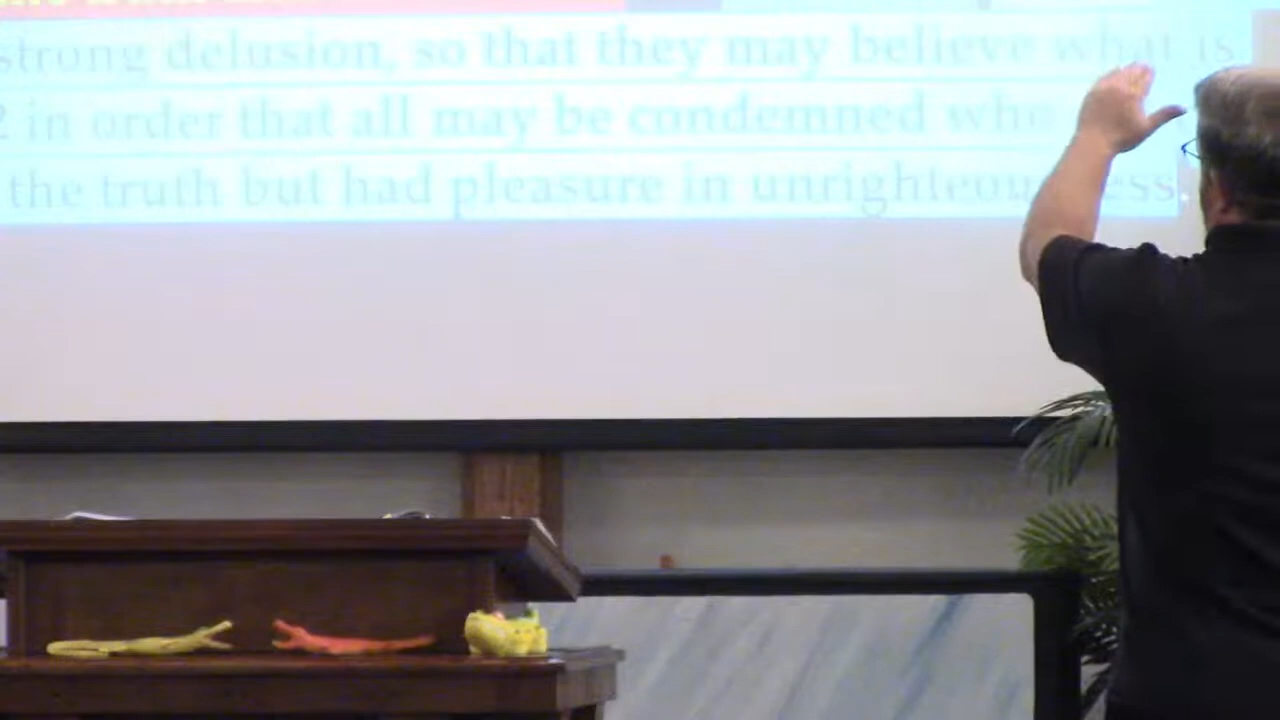 strong delusion, so that they may believe what is
2 in order that all may be condemned who
the truth but had pleasure in unrighteousness.